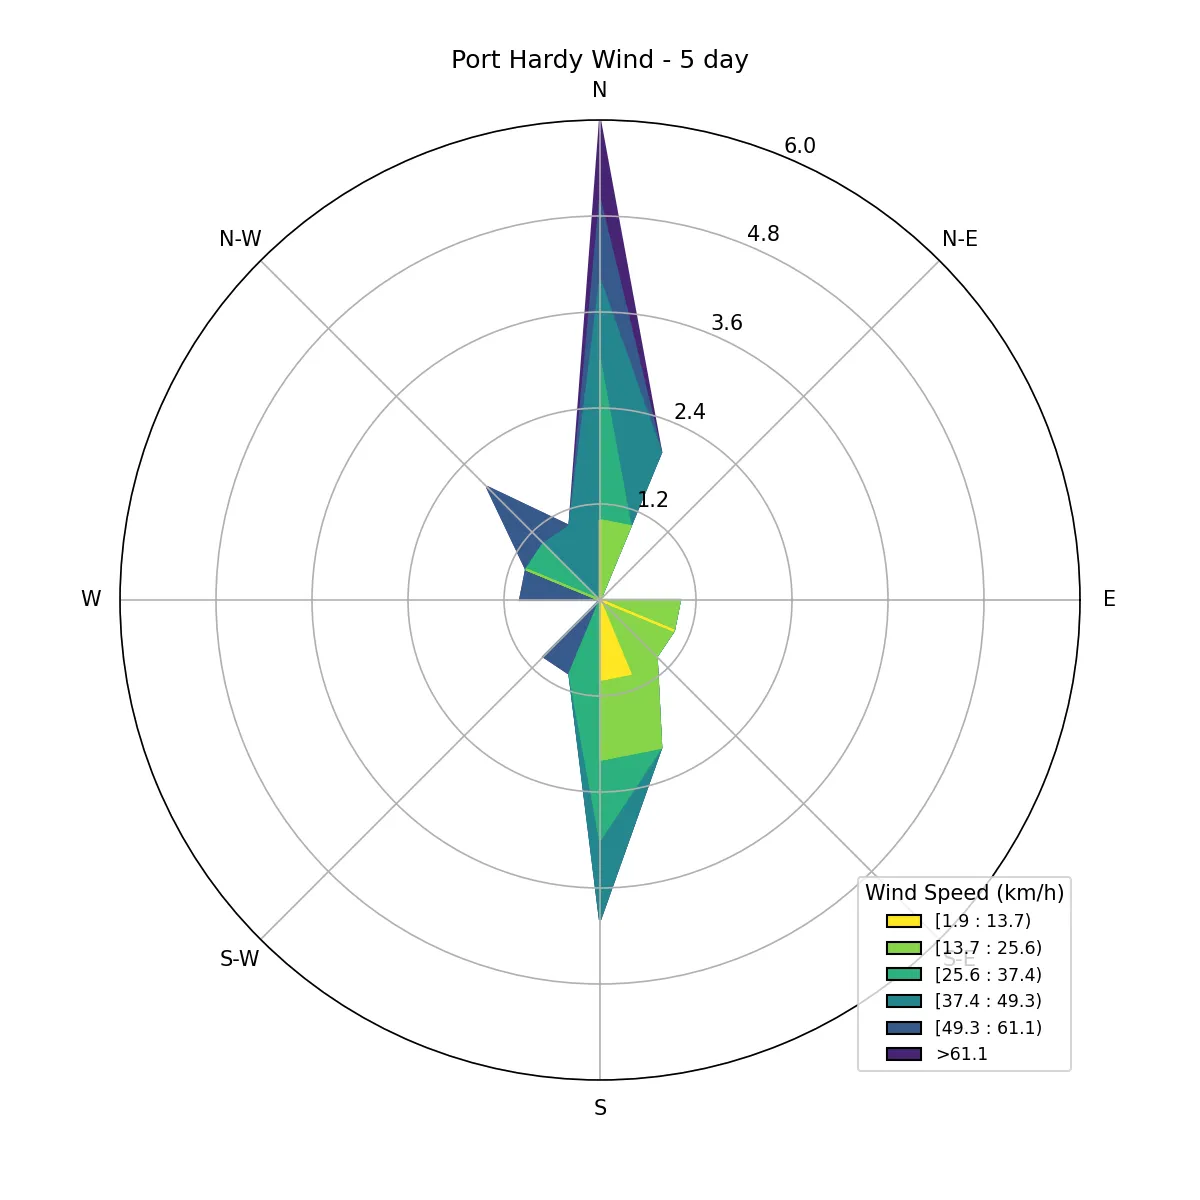 Port Hardy Wind - 5 day
N
6.0
N-W
4.8
N-E
3.6
2.4
1.2
W
E
Wind Speed (km/h)
[1.9 : 13.7)
[13.7 : 25.6)
S-W
S-E
[25.6 : 37.4)
[37.4 : 49.3)
[49.3 : 61.1)
>61.1
S